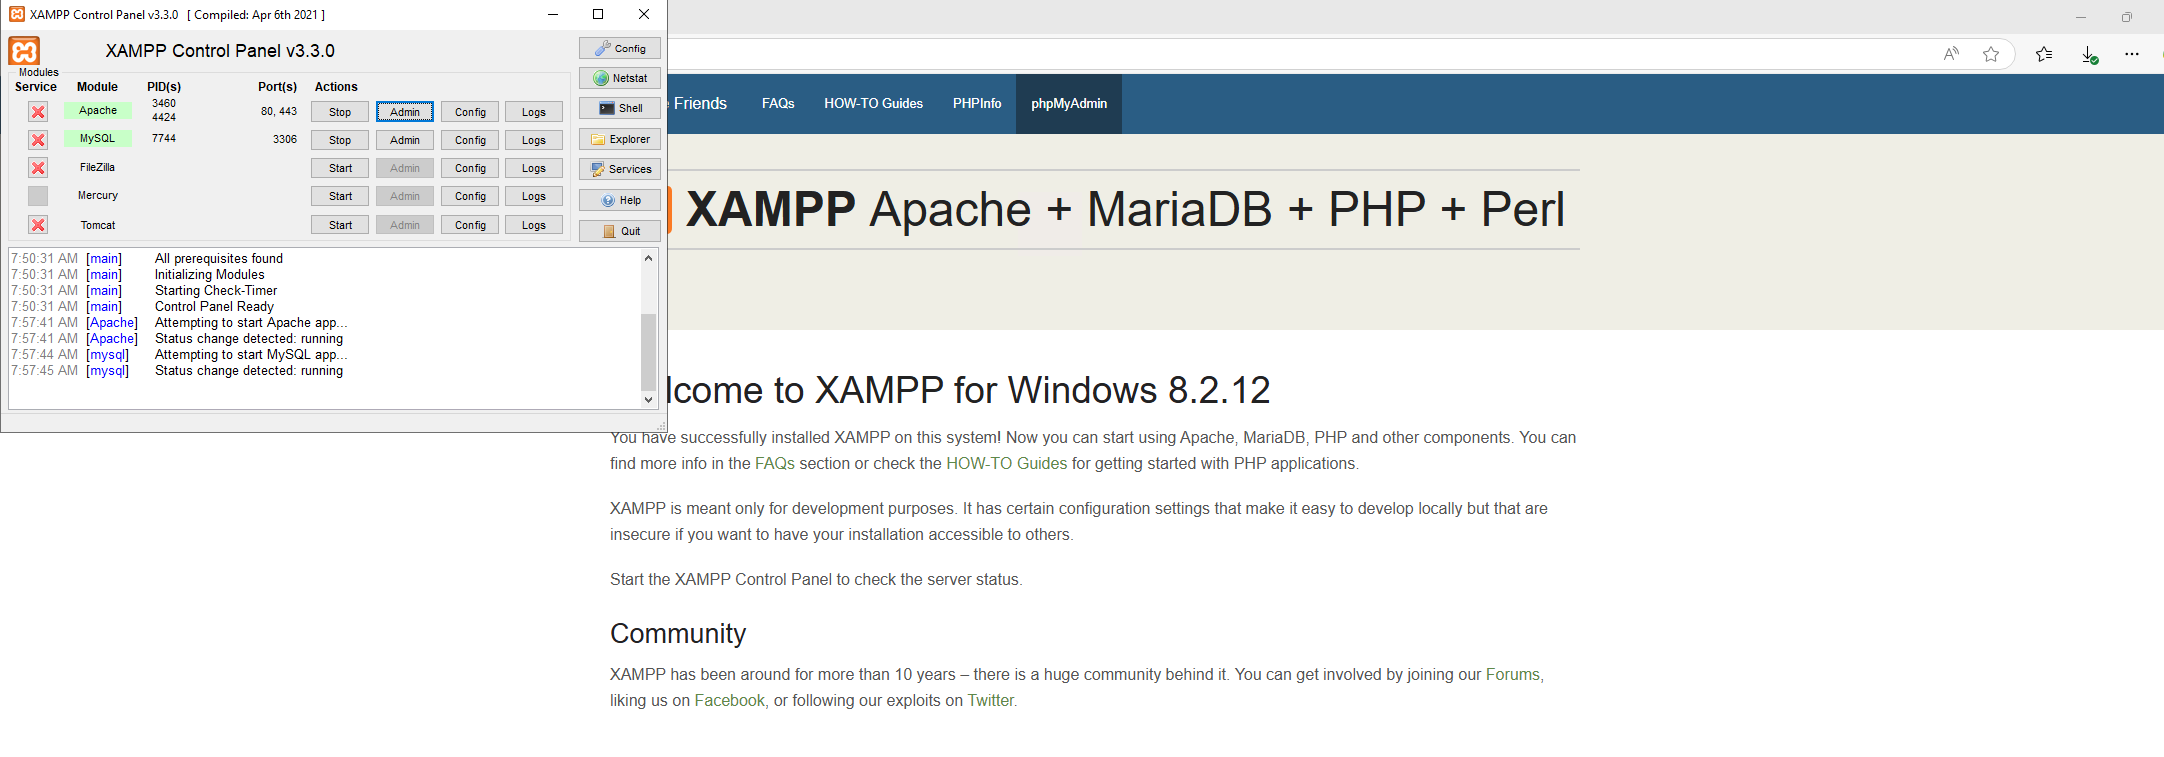 XAMPP Control Panel v3.3.0 [ Compiled: Apr 6th 2021 ]
XAMPP Control Panel v3.3.0
Config
Modules
Service Module PID(s) Port(s) Actions
Netstat
Apache 3460 4424 80, 443 Stop Admin Config Logs
Shell
MySQL 7744 3306 Stop Admin Config Logs
Explorer
FileZilla Start Admin Config Logs
Services
Mercury Start Admin Config Logs
Help
Tomcat Start Admin Config Logs
Quit
7:50:31 AM [main] All prerequisites found
7:50:31 AM [main] Initializing Modules
7:50:31 AM [main] Starting Check-Timer
7:50:31 AM [main] Control Panel Ready
7:57:41 AM [Apache] Attempting to start Apache app...
7:57:41 AM [Apache] Status change detected: running
7:57:44 AM [mysql] Attempting to start MySQL app...
7:57:45 AM [mysql] Status change detected: running
e Friends FAQs HOW-TO Guides PHPInfo phpMyAdmin
XAMPP Apache + MariaDB + PHP + Perl
lcome to XAMPP for Windows 8.2.12
You have successfully installed XAMPP on this system! Now you can start using Apache, MariaDB, PHP and other components. You can
find more info in the FAQs section or check the HOW-TO Guides for getting started with PHP applications.
XAMPP is meant only for development purposes. It has certain configuration settings that make it easy to develop locally but that are
insecure if you want to have your installation accessible to others.
Start the XAMPP Control Panel to check the server status.
Community
XAMPP has been around for more than 10 years – there is a huge community behind it. You can get involved by joining our Forums,
liking us on Facebook, or following our exploits on Twitter.